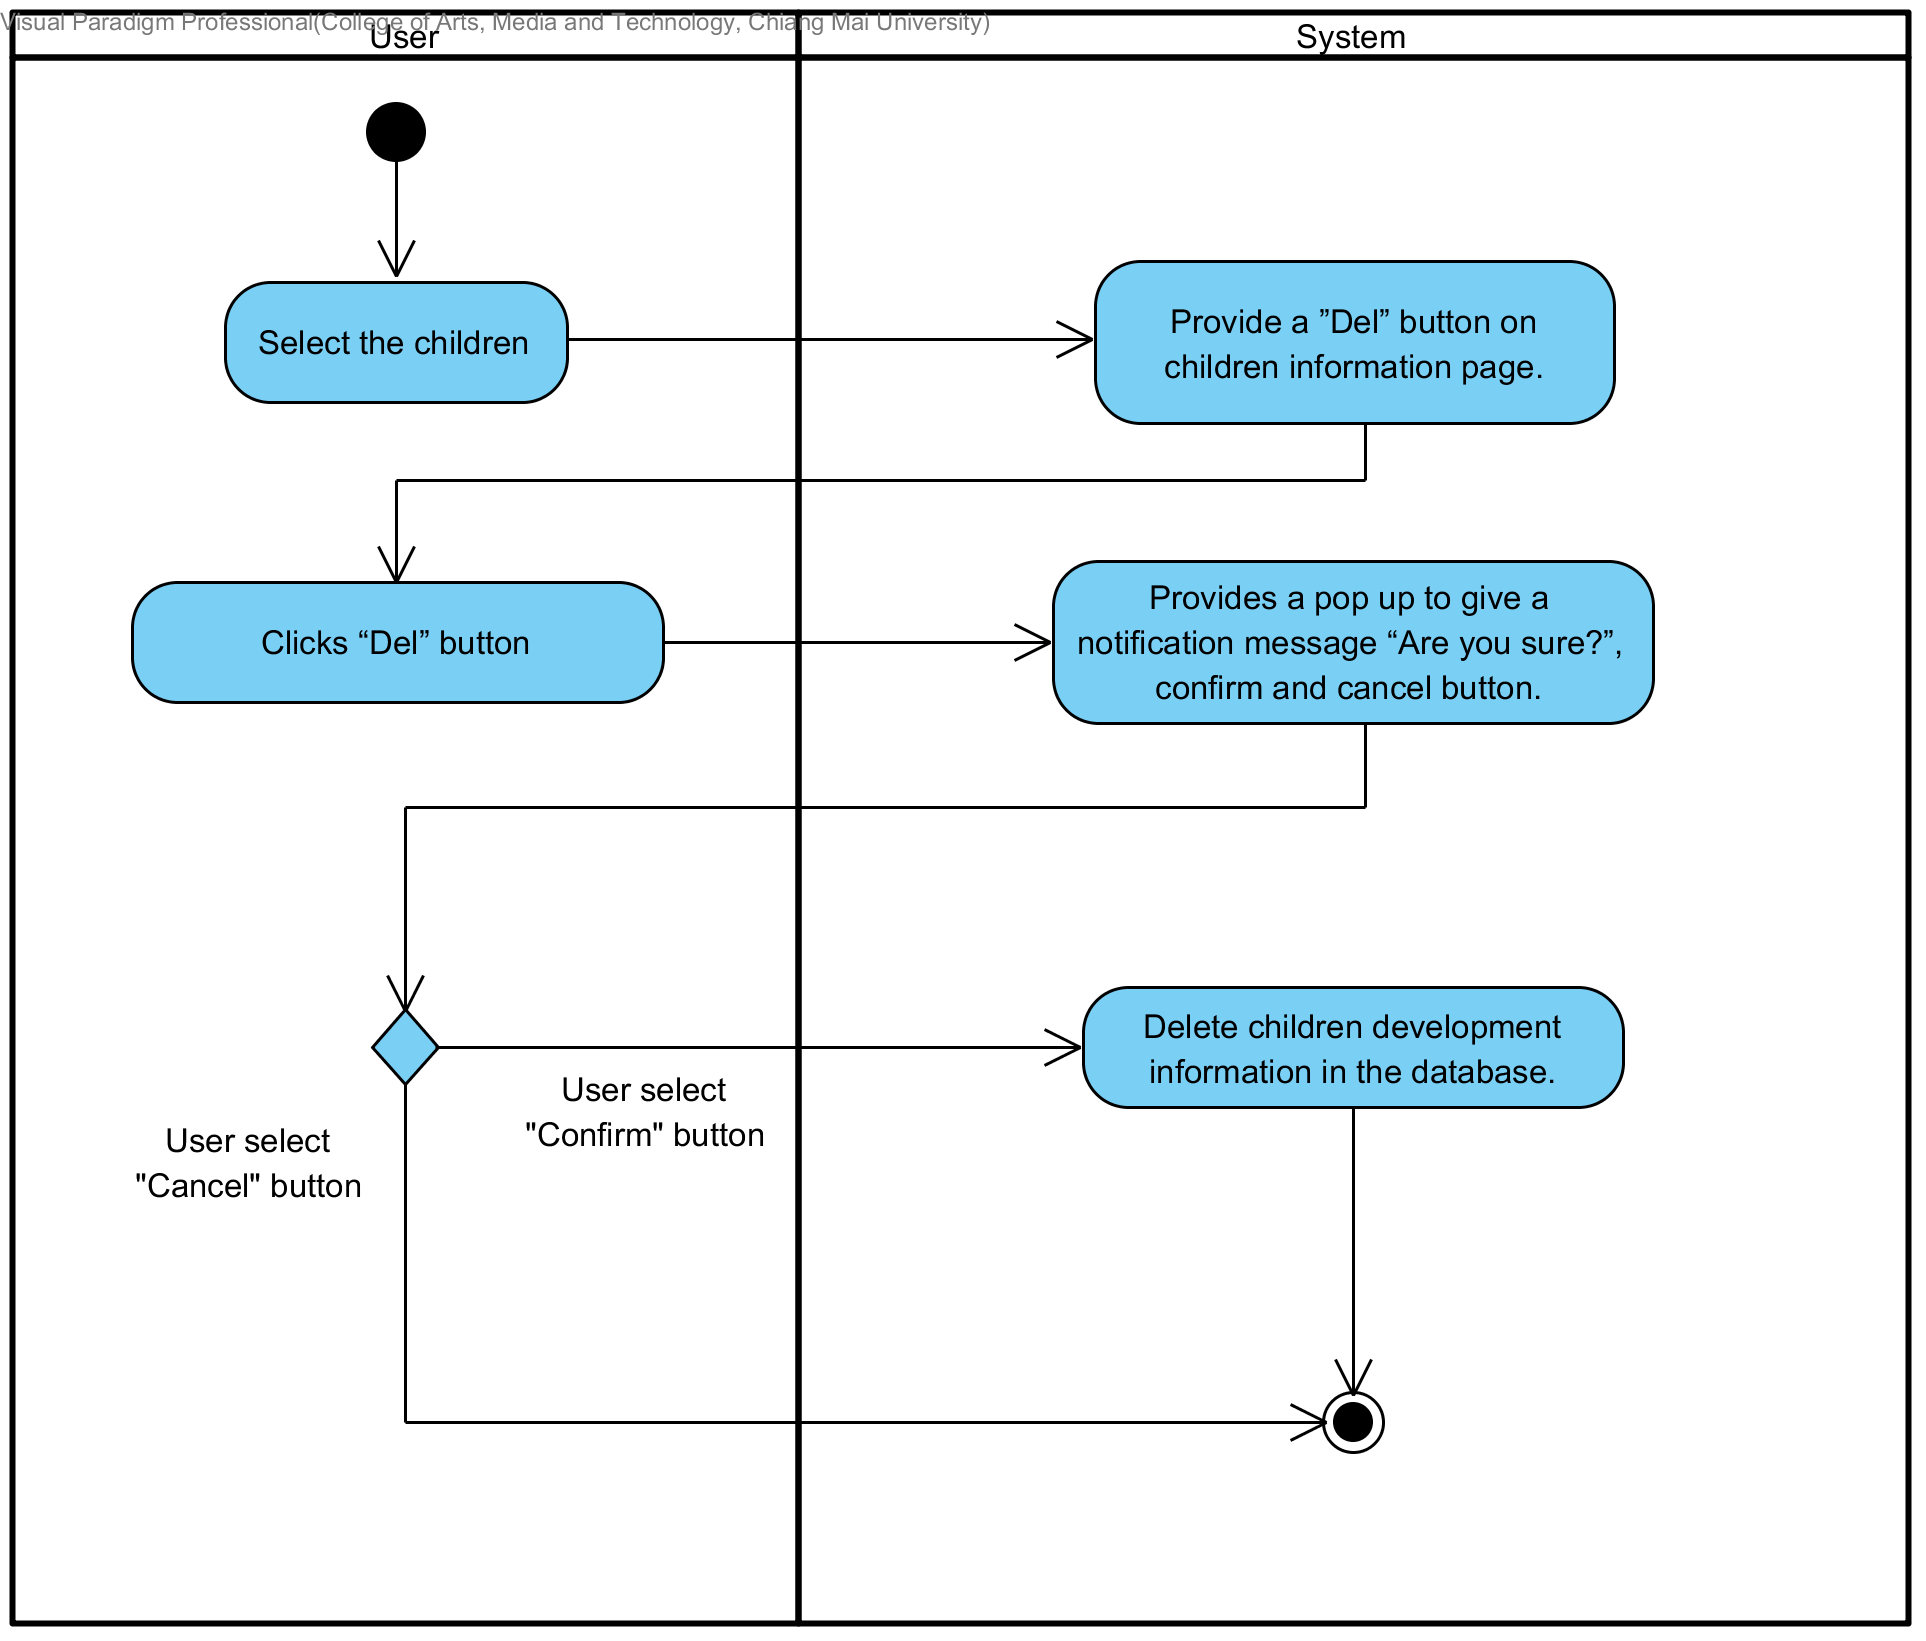 Visual Paradigm Professional(College of Arts, Media and Technology, Chiang Mai University)
User
System
Select the children
Provide a ”Del” button on
children information page.
Clicks “Del” button
Provides a pop up to give a
notification message “Are you sure?”,
confirm and cancel button.
Delete children development
information in the database.
User select
"Confirm" button
User select
"Cancel" button